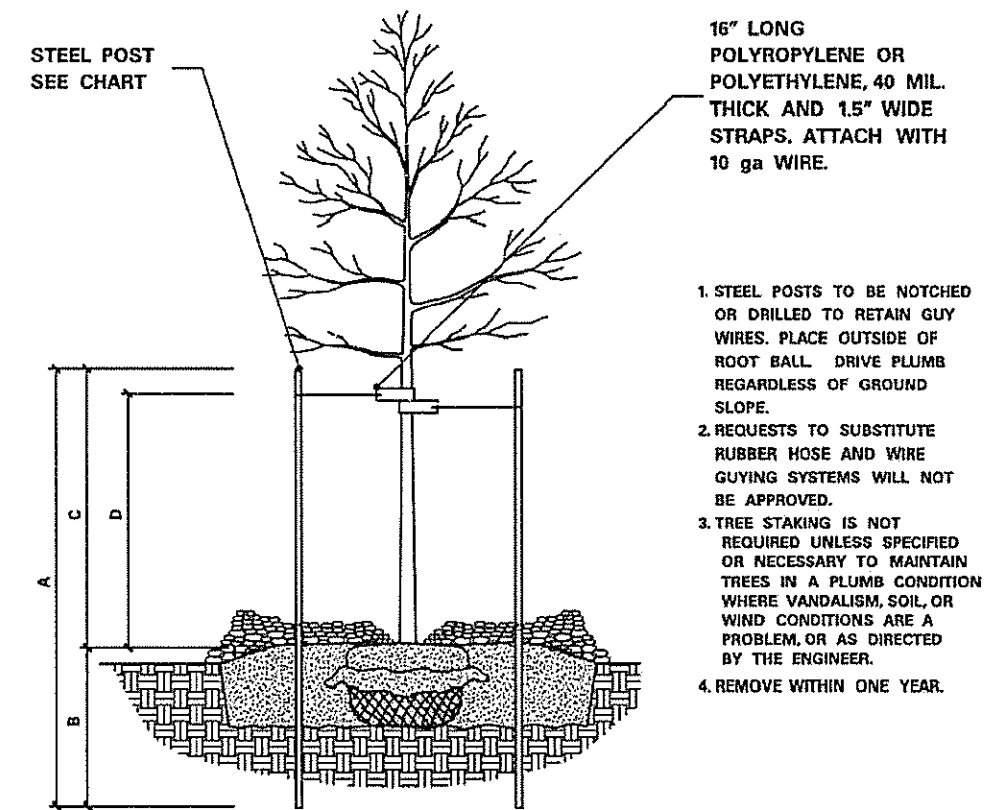 STEEL POST
SEE CHART
16" LONG
POLYROPYLENE OR
POLYETHYLENE, 40 MIL.
THICK AND 1.5" WIDE
STRAPS. ATTACH WITH
10 ga WIRE.
1. STEEL POSTS TO BE NOTCHED
OR DRILLED TO RETAIN GUY
WIRES. PLACE OUTSIDE OF
ROOT BALL  DRIVE PLUMB
REGARDLESS OF GROUND
SLOPE.
2. REQUESTS TO SUBSTITUTE
RUBBER HOSE AND WIRE
GUYING SYSTEMS WILL NOT
BE APPROVED.
3. TREE STAKING IS NOT
REQUIRED UNLESS SPECIFIED
OR NECESSARY TO MAINTAIN
TREES IN A PLUMB CONDITION
WHERE VANDALISM, SOIL, OR
WIND CONDITIONS ARE A
PROBLEM, OR AS DIRECTED
BY THE ENGINEER.
4. REMOVE WITHIN ONE YEAR.
A
C
D
B